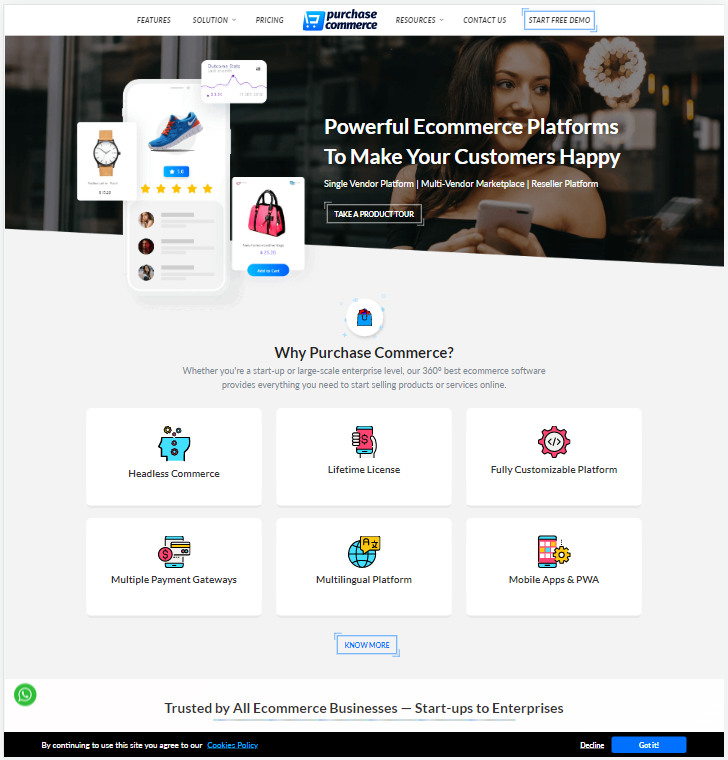 FEATURES
SOLUTION
PRICING
purchase
commerce
RESOURCES
CONTACT US
START FREE DEMO
Outcome Stats
Powerful Ecommerce Platforms
To Make Your Customers Happy
Single Vendor Platform | Multi-Vendor Marketplace | Reseller Platform
TAKE A PRODUCT TOUR
Add to Cart
Why Purchase Commerce?
Whether you're a start-up or large-scale enterprise level, our 360° best ecommerce software
provides everything you need to start selling products or services online.
Headless Commerce
Lifetime License
Fully Customizable Platform
Multiple Payment Gateways
Multilingual Platform
Mobile Apps & PWA
KNOW MORE
Trusted by All Ecommerce Businesses — Start-ups to Enterprises
By continuing to use this site you agree to our Cookies Policy
Decline
Got it!